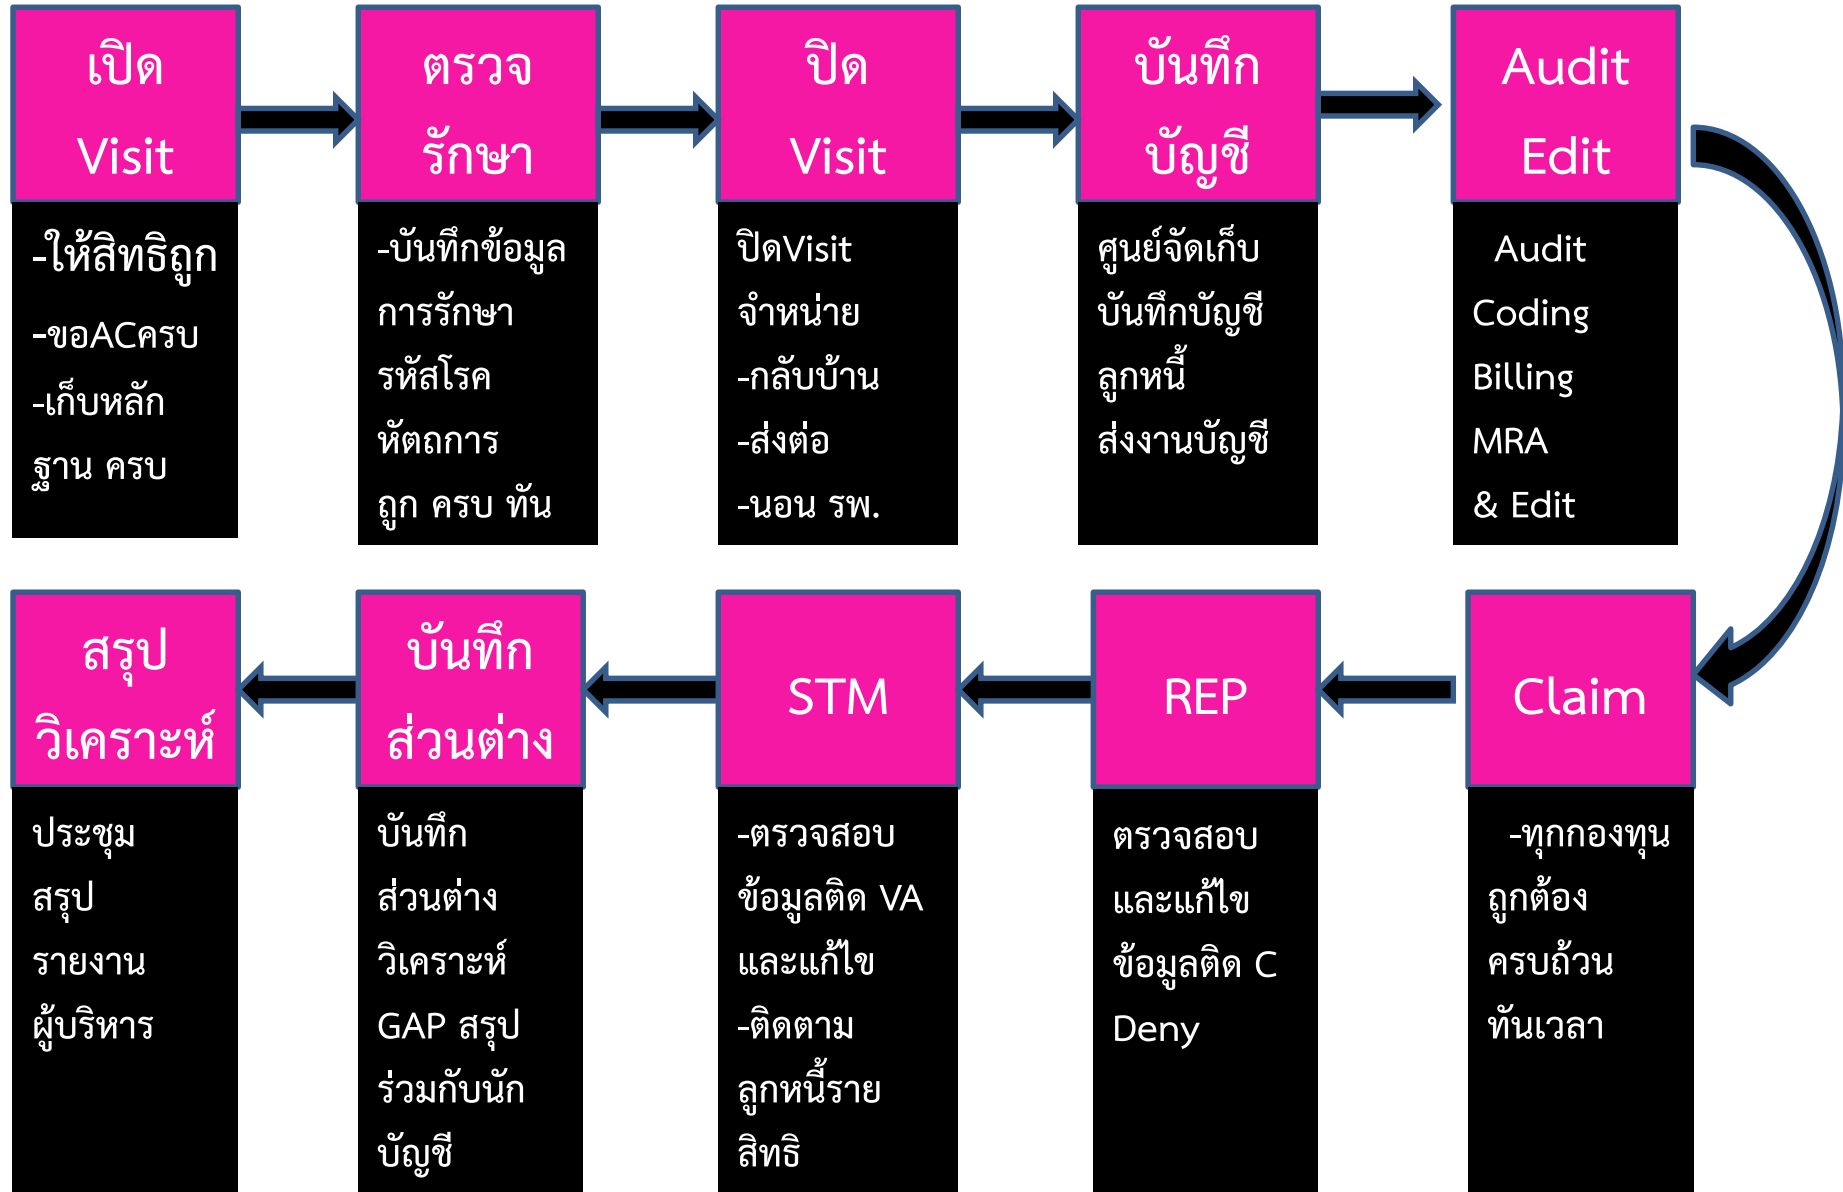 เปิด
Visit
-ให้สิทธิถูก
-ขอACครบ
-เก็บหลัก
ฐาน ครบ
ตรวจ
รักษา
-บันทึกข้อมูล
การรักษา
รหัสโรค
หัตถการ
ถูก ครบ ทัน
ปิด
Visit
ปิดVisit
จำหน่าย
-กลับบ้าน
-ส่งต่อ
-นอน รพ.
บันทึก
บัญชี
ศูนย์จัดเก็บ
บันทึกบัญชี
ลูกหนี้
ส่งงานบัญชี
Audit
Edit
Audit
Coding
Billing
MRA
& Edit
Claim
-ทุกกองทุน
ถูกต้อง
ครบถ้วน
ทันเวลา
REP
ตรวจสอบ
และแก้ไข
ข้อมูลติด C
Deny
STM
-ตรวจสอบ
ข้อมูลติด VA
และแก้ไข
-ติดตาม
ลูกหนี้ราย
สิทธิ
บันทึก
ส่วนต่าง
บันทึก
ส่วนต่าง
วิเคราะห์
GAP สรุป
ร่วมกับนัก
บัญชี
สรุป
วิเคราะห์
ประชุม
สรุป
รายงาน
ผู้บริหาร